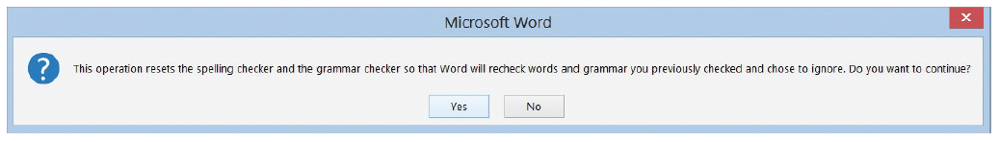 Microsoft Word
This operation resets the spelling checker and the grammar checker so that Word will recheck words and grammar you previously checked and chose to ignore. Do you want to continue?
Yes
No